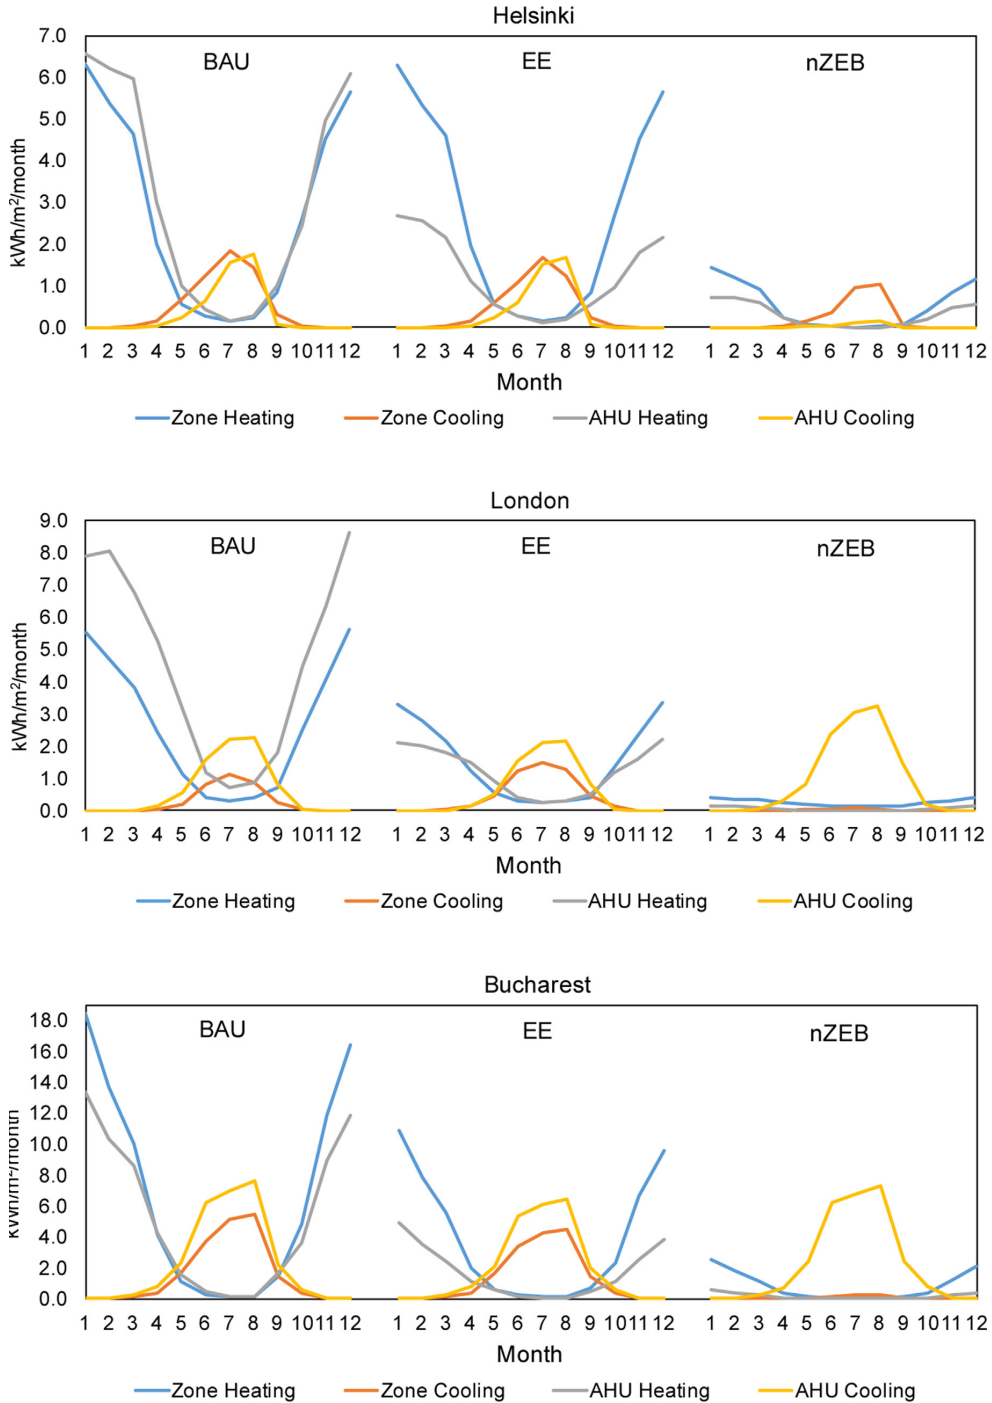 Helsinki
7.0
6.0
5.0
4.0
3.0
2.0
1.0
0.0
kWh/m²/month
BAU EE nZEB
1 2 3 4 5 6 7 8 9 10 11 12 1 2 3 4 5 6 7 8 9 10 11 12 1 2 3 4 5 6 7 8 9 10 11 12
Month
Zone Heating Zone Cooling AHU Heating AHU Cooling
London
9.0
8.0
7.0
6.0
5.0
4.0
3.0
2.0
1.0
0.0
kWh/m²/month
BAU EE nZEB
1 2 3 4 5 6 7 8 9 10 11 12 1 2 3 4 5 6 7 8 9 10 11 12 1 2 3 4 5 6 7 8 9 10 11 12
Month
Zone Heating Zone Cooling AHU Heating AHU Cooling
Bucharest
18.0
16.0
14.0
12.0
10.0
8.0
6.0
4.0
2.0
0.0
kWh/m²/month
BAU EE nZEB
1 2 3 4 5 6 7 8 9 10 11 12 1 2 3 4 5 6 7 8 9 10 11 12 1 2 3 4 5 6 7 8 9 10 11 12
Month
Zone Heating Zone Cooling AHU Heating AHU Cooling